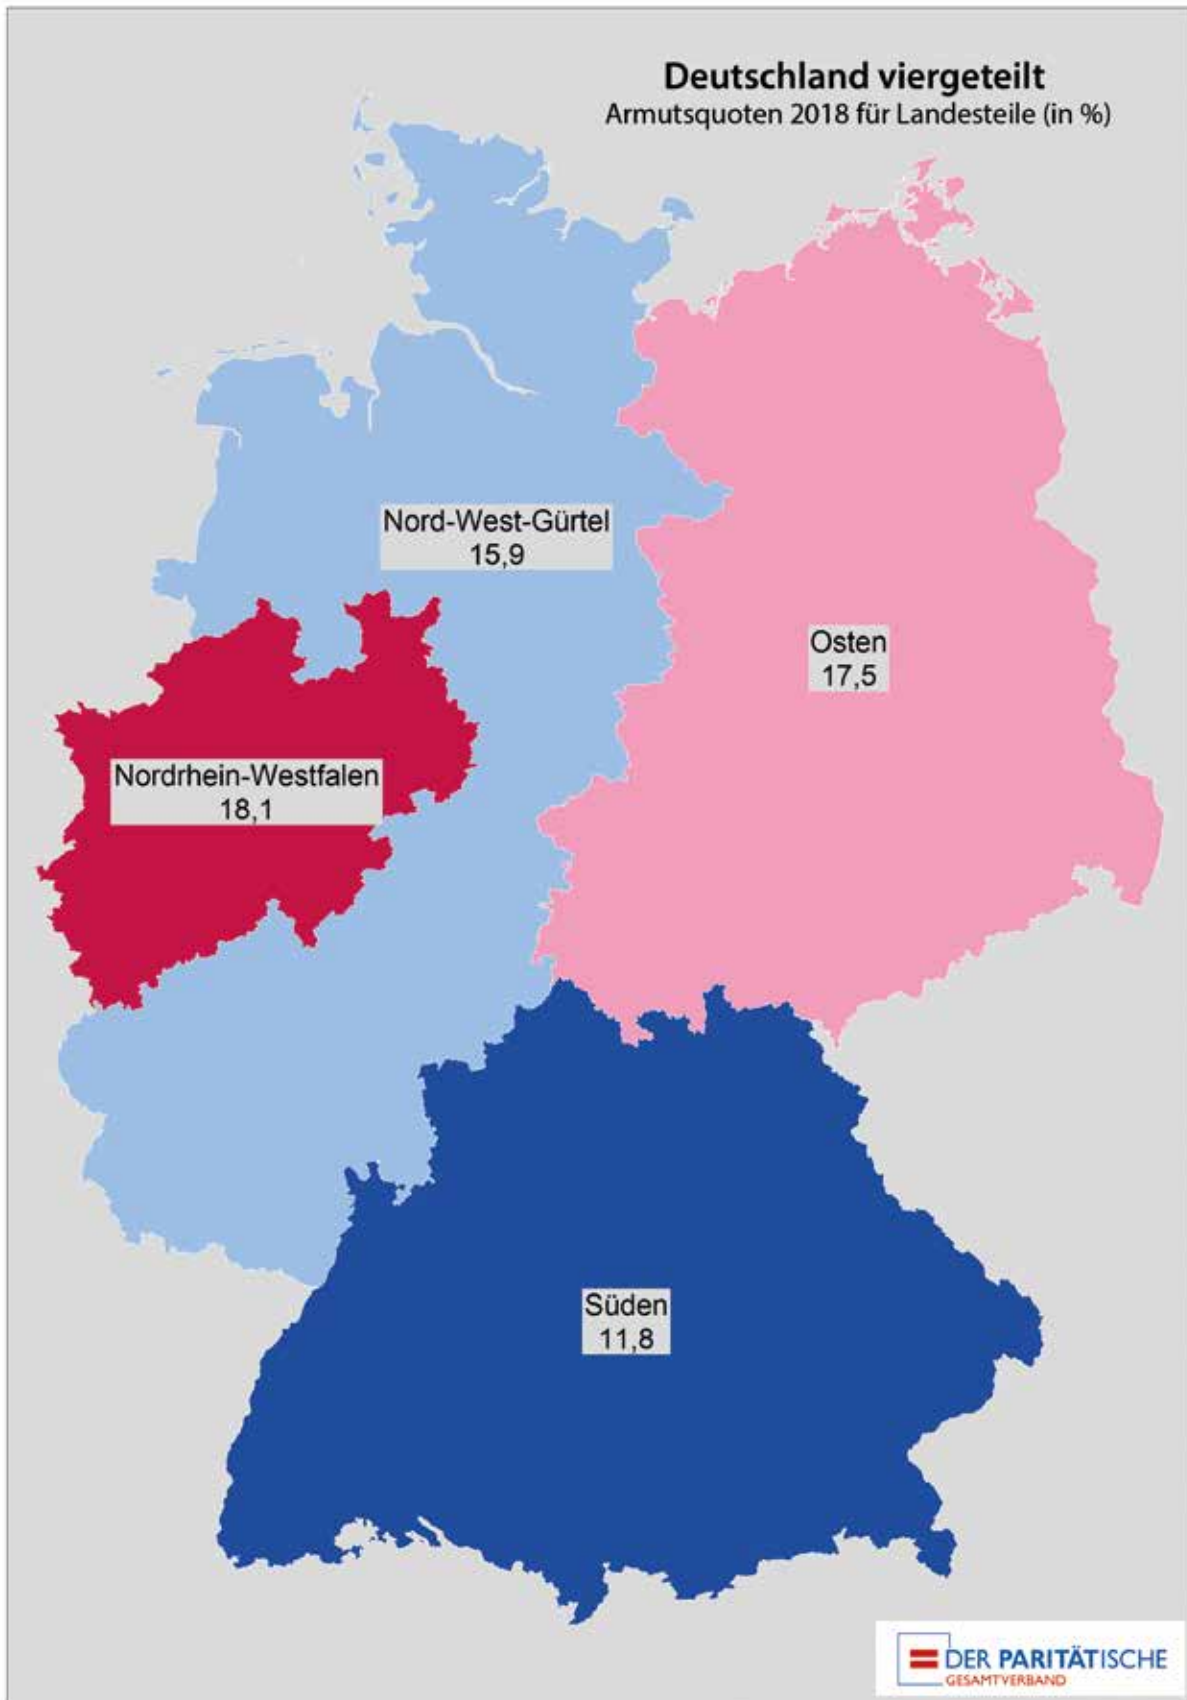 Deutschland viergeteilt
Armutsquoten 2018 für Landesteile (in %)
Nord-West-Gürtel
15,9
Osten
17,5
Nordrhein-Westfalen
18,1
Süden
11,8
DER PARITÄTISCHE
GESAMTVERBAND